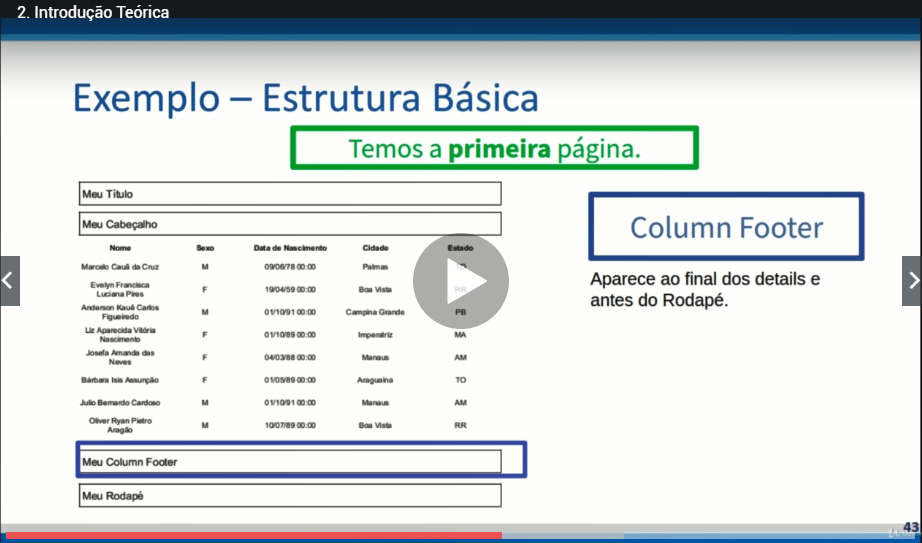 2. Introdução Teórica
Exemplo – Estrutura Básica
Temos a primeira página.
Meu Título
Meu Cabeçalho
Nome Sexo Data de Nascimento Cidade Estado
Marcelo Cauã da Cruz M 09/06/78 00:00 Palmas TO
Evelyn Francisca
Luciana Pires F 19/04/59 00:00 Boa Vista RR
Anderson Kauê Carlos
Figueiredo M 01/10/91 00:00 Campina Grande PB
Liz Aparecida Vitória
Nascimento F 01/10/89 00:00 Imperatriz MA
Josefa Amanda das
Neves F 04/03/88 00:00 Manaus AM
Bárbara Isis Assunção F 01/05/89 00:00 Araguaina TO
Julio Bernardo Cardoso M 01/10/91 00:00 Manaus AM
Oliver Ryan Pietro
Aragão M 10/07/89 00:00 Boa Vista RR
Meu Column Footer
Meu Rodapé
Column Footer
Aparece ao final dos details e
antes do Rodapé.
43